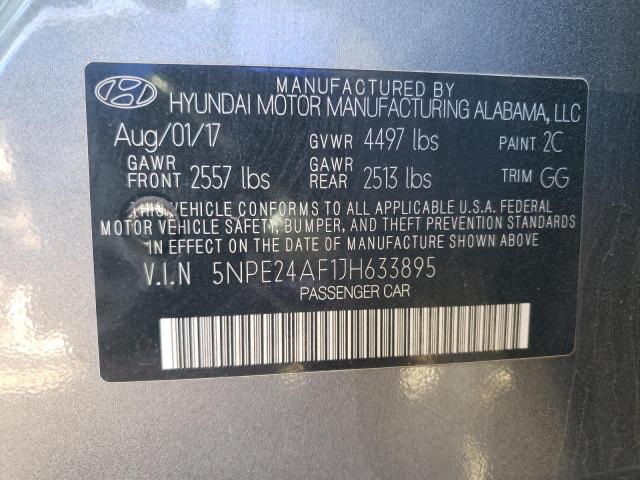 MANUFACTURED BY
HYUNDAI MOTOR MANUFACTURING ALABAMA, LLC
Aug/01/17 GVWR 4497 lbs PAINT 2C
GAWR FRONT 2557 lbs GAWR REAR 2513 lbs TRIM GG
THIS VEHICLE CONFORMS TO ALL APPLICABLE U.S.A. FEDERAL
MOTOR VEHICLE SAFETY, BUMPER, AND THEFT PREVENTION
STANDARDS IN EFFECT ON THE DATE OF MANUFACTURE SHOWN ABOVE.
V.I.N 5NPE24AF1JH633895
PASSENGER CAR